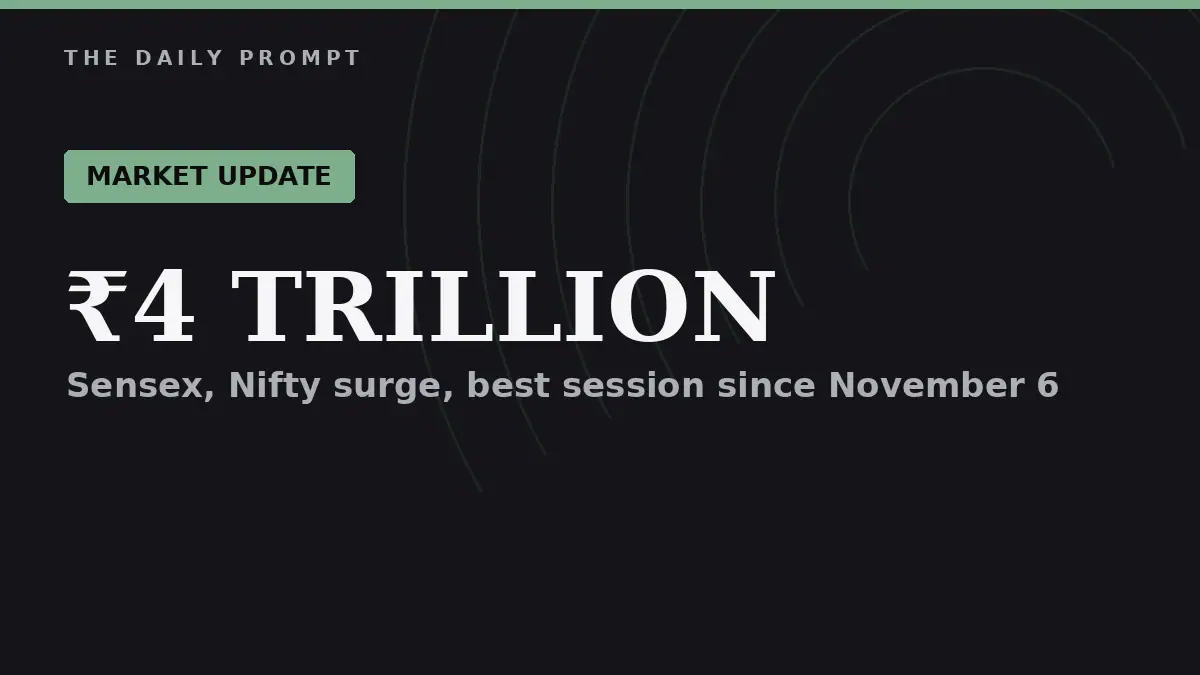 THE DAILY PROMPT
MARKET UPDATE
₹4 TRILLION
Sensex, Nifty surge, best session since November 6